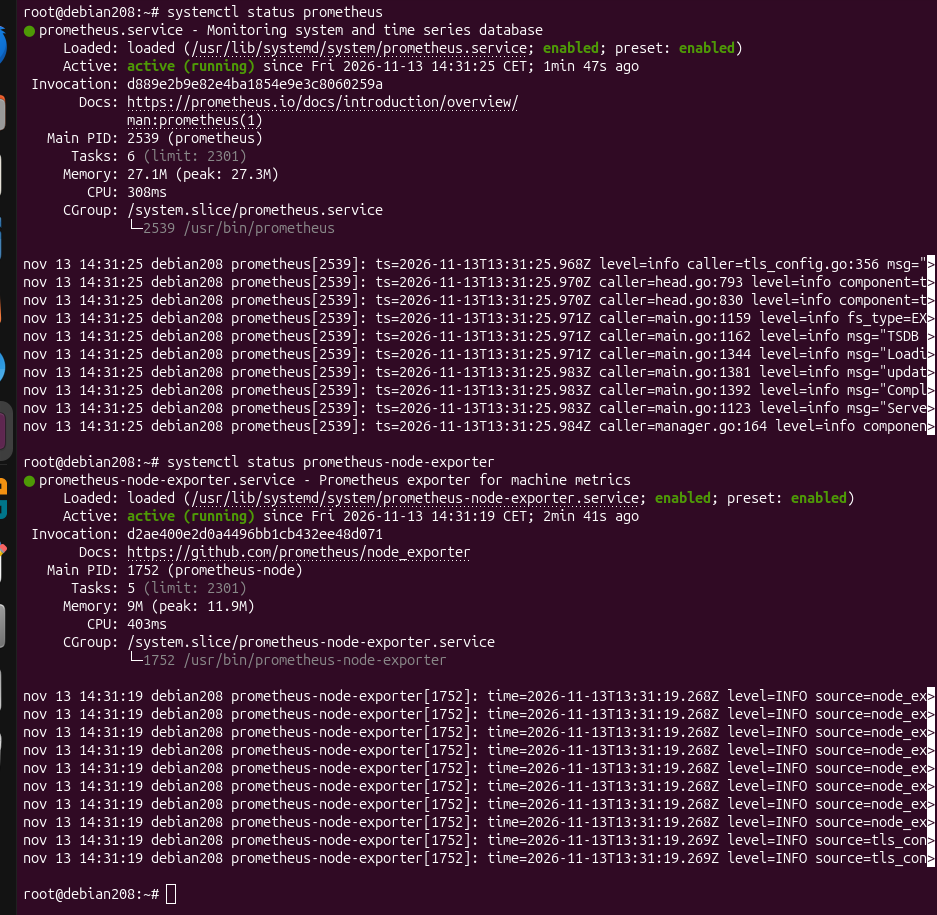 root@debian208:~# systemctl status prometheus
● prometheus.service - Monitoring system and time series database
     Loaded: loaded (/usr/lib/systemd/system/prometheus.service; enabled; preset: enabled)
     Active: active (running) since Fri 2026-11-13 14:31:25 CET; 1min 47s ago
 Invocation: d889e2b9e82e4ba1854e9e3c8060259a
       Docs: https://prometheus.io/docs/introduction/overview/
             man:prometheus(1)
   Main PID: 2539 (prometheus)
      Tasks: 6 (limit: 2301)
     Memory: 27.1M (peak: 27.3M)
        CPU: 308ms
     CGroup: /system.slice/prometheus.service
             └─2539 /usr/bin/prometheus

nov 13 14:31:25 debian208 prometheus[2539]: ts=2026-11-13T13:31:25.968Z level=info caller=tls_config.go:356 msg=">
nov 13 14:31:25 debian208 prometheus[2539]: ts=2026-11-13T13:31:25.970Z caller=head.go:793 level=info component=t>
nov 13 14:31:25 debian208 prometheus[2539]: ts=2026-11-13T13:31:25.970Z caller=head.go:830 level=info component=t>
nov 13 14:31:25 debian208 prometheus[2539]: ts=2026-11-13T13:31:25.971Z caller=main.go:1159 level=info fs_type=EX>
nov 13 14:31:25 debian208 prometheus[2539]: ts=2026-11-13T13:31:25.971Z caller=main.go:1162 level=info msg="TSDB >
nov 13 14:31:25 debian208 prometheus[2539]: ts=2026-11-13T13:31:25.971Z caller=main.go:1344 level=info msg="Loadi>
nov 13 14:31:25 debian208 prometheus[2539]: ts=2026-11-13T13:31:25.983Z caller=main.go:1381 level=info msg="updat>
nov 13 14:31:25 debian208 prometheus[2539]: ts=2026-11-13T13:31:25.983Z caller=main.go:1392 level=info msg="Compl>
nov 13 14:31:25 debian208 prometheus[2539]: ts=2026-11-13T13:31:25.983Z caller=main.go:1123 level=info msg="Serve>
nov 13 14:31:25 debian208 prometheus[2539]: ts=2026-11-13T13:31:25.984Z caller=manager.go:164 level=info componen>

root@debian208:~# systemctl status prometheus-node-exporter
● prometheus-node-exporter.service - Prometheus exporter for machine metrics
     Loaded: loaded (/usr/lib/systemd/system/prometheus-node-exporter.service; enabled; preset: enabled)
     Active: active (running) since Fri 2026-11-13 14:31:19 CET; 2min 41s ago
 Invocation: d2ae400e2d0a4496bb1cb432ee48d071
       Docs: https://github.com/prometheus/node_exporter
   Main PID: 1752 (prometheus-node)
      Tasks: 5 (limit: 2301)
     Memory: 9M (peak: 11.9M)
        CPU: 403ms
     CGroup: /system.slice/prometheus-node-exporter.service
             └─1752 /usr/bin/prometheus-node-exporter

nov 13 14:31:19 debian208 prometheus-node-exporter[1752]: time=2026-11-13T13:31:19.268Z level=INFO source=node_ex>
nov 13 14:31:19 debian208 prometheus-node-exporter[1752]: time=2026-11-13T13:31:19.268Z level=INFO source=node_ex>
nov 13 14:31:19 debian208 prometheus-node-exporter[1752]: time=2026-11-13T13:31:19.268Z level=INFO source=node_ex>
nov 13 14:31:19 debian208 prometheus-node-exporter[1752]: time=2026-11-13T13:31:19.268Z level=INFO source=node_ex>
nov 13 14:31:19 debian208 prometheus-node-exporter[1752]: time=2026-11-13T13:31:19.268Z level=INFO source=node_ex>
nov 13 14:31:19 debian208 prometheus-node-exporter[1752]: time=2026-11-13T13:31:19.268Z level=INFO source=node_ex>
nov 13 14:31:19 debian208 prometheus-node-exporter[1752]: time=2026-11-13T13:31:19.268Z level=INFO source=node_ex>
nov 13 14:31:19 debian208 prometheus-node-exporter[1752]: time=2026-11-13T13:31:19.268Z level=INFO source=node_ex>
nov 13 14:31:19 debian208 prometheus-node-exporter[1752]: time=2026-11-13T13:31:19.269Z level=INFO source=tls_con>
nov 13 14:31:19 debian208 prometheus-node-exporter[1752]: time=2026-11-13T13:31:19.269Z level=INFO source=tls_con>

root@debian208:~#